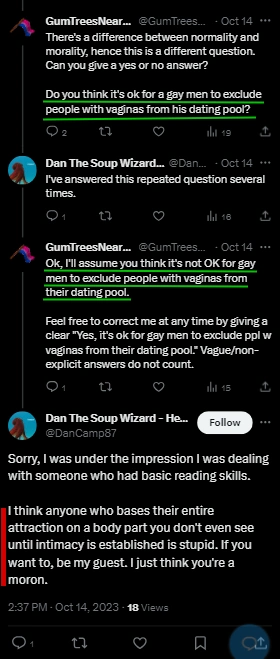 GumTreesNear... @GumTrees... · Oct 14 ···
There's a difference between normality and
morality, hence this is a different question.
Can you give a yes or no answer?
Do you think it's ok for a gay men to exclude
people with vaginas from his dating pool?
2 19
Dan The Soup Wizard... @Dan... · Oct 14 ···
I've answered this repeated question several
times.
1 16
GumTreesNear... @GumTrees... · Oct 14 ···
Ok, I'll assume you think it's not OK for gay
men to exclude people with vaginas from
their dating pool.
Feel free to correct me at any time by giving a
clear "Yes, it's ok for gay men to exclude ppl w
vaginas from their dating pool." Vague/non-
explicit answers do not count.
1 15
Dan The Soup Wizard - He... Follow ···
@DanCamp87
Sorry, I was under the impression I was dealing
with someone who had basic reading skills.
I think anyone who bases their entire
attraction on a body part you don't even see
until intimacy is established is stupid. If you
want to, be my guest. I just think you're a
moron.
2:37 PM · Oct 14, 2023 · 18 Views
1